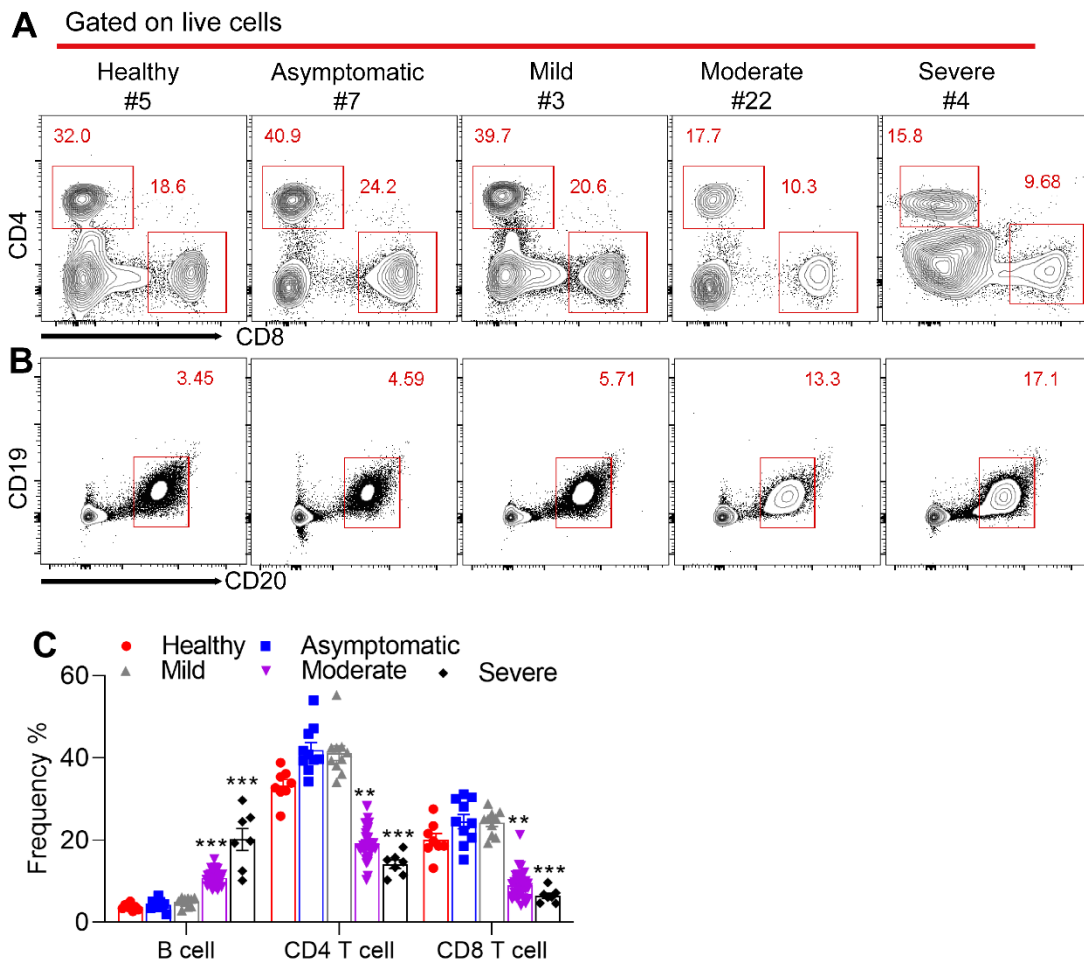 A Gated on live cells
Healthy Asymptomatic Mild Moderate Severe
#5 #7 #3 #22 #4
32.0 40.9 39.7 17.7 15.8
18.6 24.2 20.6 10.3 9.68
CD4
CD8
B
3.45 4.59 5.71 13.3 17.1
CD19
CD20
C Healthy Asymptomatic
Mild Moderate Severe
60
40
20
0
Frequency %
*** *** ** *** ** ***
B cell CD4 T cell CD8 T cell